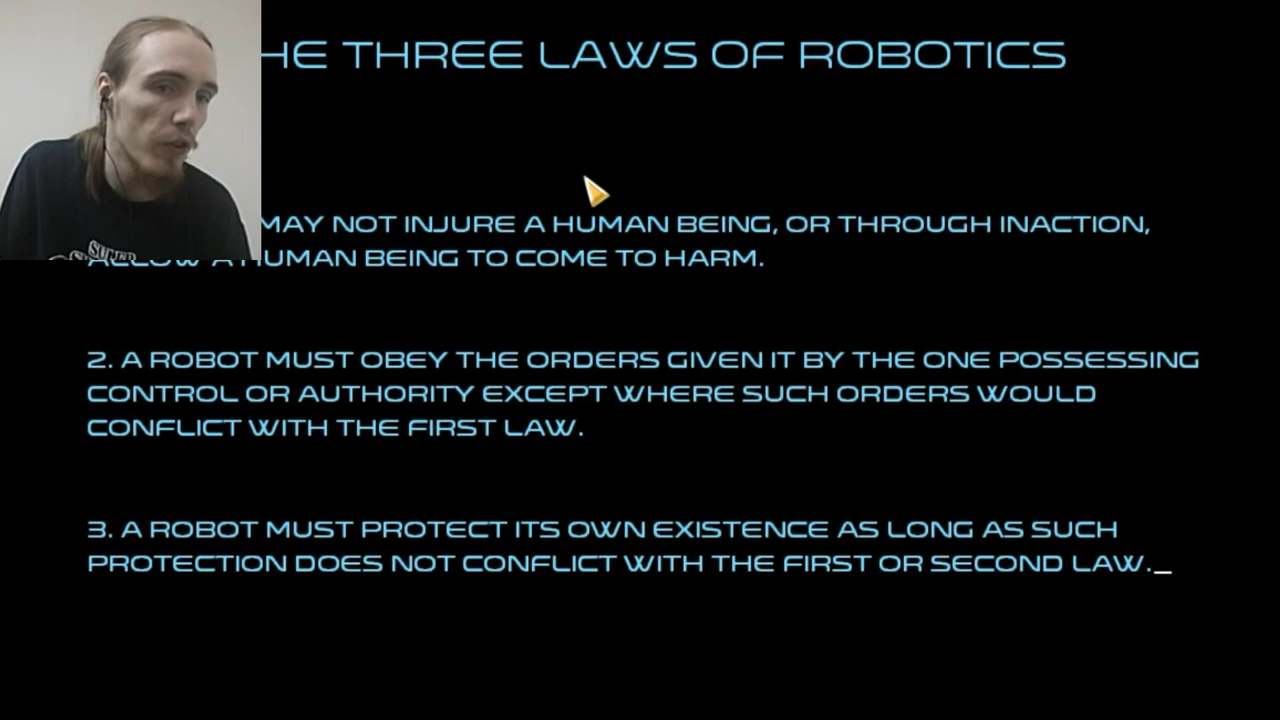 HE THREE LAWS OF ROBOTICS
MAY NOT INJURE A HUMAN BEING, OR THROUGH INACTION,
ALLOW A HUMAN BEING TO COME TO HARM.
2. A ROBOT MUST OBEY THE ORDERS GIVEN IT BY THE ONE POSSESSING
CONTROL OR AUTHORITY EXCEPT WHERE SUCH ORDERS WOULD
CONFLICT WITH THE FIRST LAW.
3. A ROBOT MUST PROTECT ITS OWN EXISTENCE AS LONG AS SUCH
PROTECTION DOES NOT CONFLICT WITH THE FIRST OR SECOND LAW._
SUPER